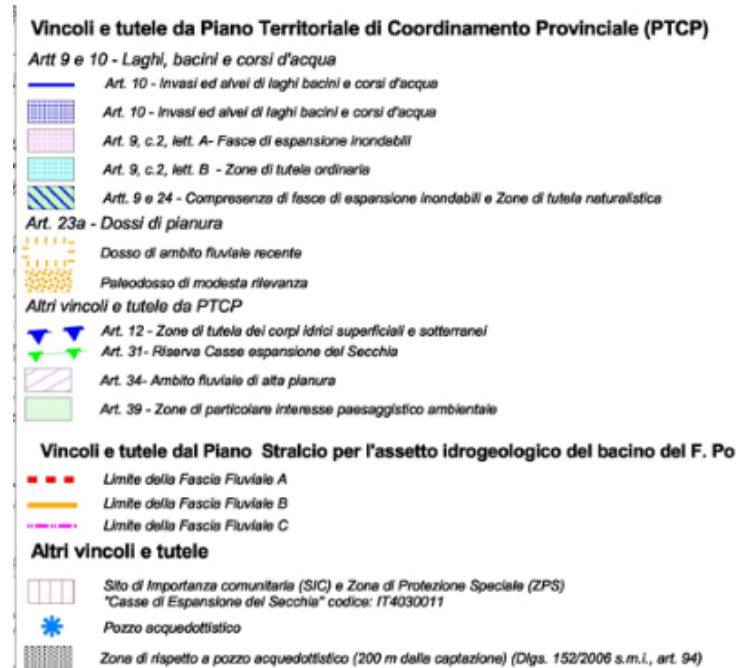 Vincoli e tutele da Piano Territoriale di Coordinamento Provinciale (PTCP)
Artt 9 e 10 - Laghi, bacini e corsi d'acqua
Art. 10 - Invasi ed alvei di laghi bacini e corsi d'acqua
Art. 10 - Invasi ed alvei di laghi bacini e corsi d'acqua
Art. 9, c.2, lett. A- Fasce di espansione inondabili
Art. 9, c.2, lett. B - Zone di tutela ordinaria
Artt. 9 e 24 - Compresenza di fasce di espansione inondabili e Zone di tutela naturalistica
Art. 23a - Dossi di pianura
Dosso di ambito fluviale recente
Paleodosso di modesta rilevanza
Altri vincoli e tutele da PTCP
Art. 12 - Zone di tutela dei corpi idrici superficiali e sotterranei
Art. 31- Riserva Casse espansione del Secchia
Art. 34- Ambito fluviale di alta pianura
Art. 39 - Zone di particolare interesse paesaggistico ambientale
Vincoli e tutele dal Piano Stralcio per l'assetto idrogeologico del bacino del F. Po
Limite della Fascia Fluviale A
Limite della Fascia Fluviale B
Limite della Fascia Fluviale C
Altri vincoli e tutele
Sito di Importanza comunitaria (SIC) e Zona di Protezione Speciale (ZPS)
"Casse di Espansione del Secchia" codice: IT4030011
Pozzo acquedottistico
Zona di rispetto a pozzo acquedottistico (200 m dalla captazione) (Dlgs. 152/2006 s.m.i., art. 94)